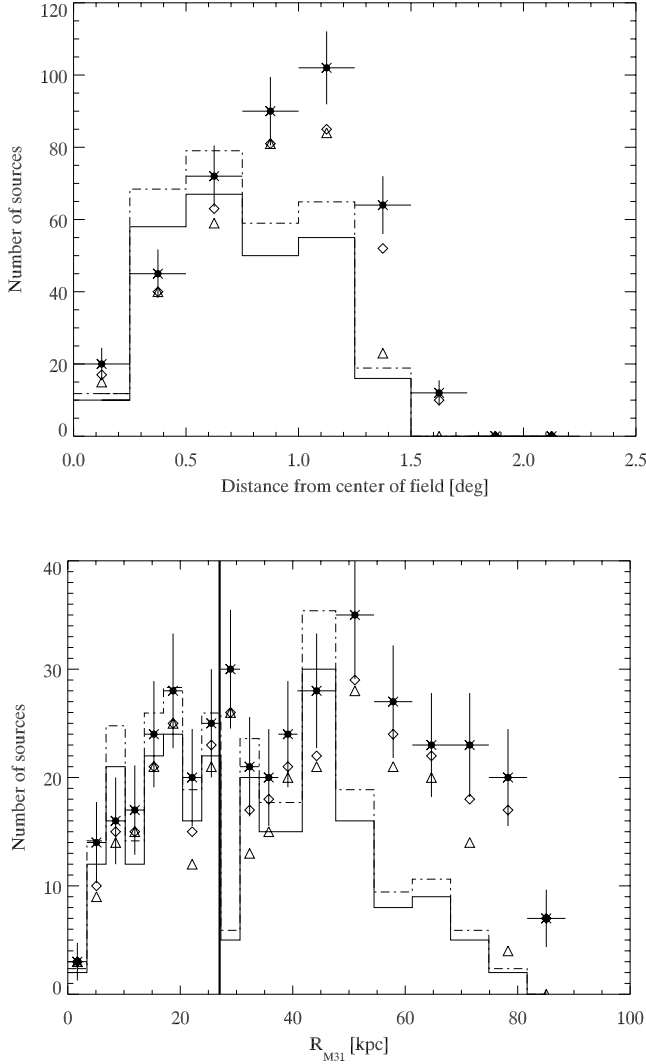 120
100
80
60
40
20
0
Number of sources
0.0 0.5 1.0 1.5 2.0 2.5
Distance from center of field [deg]
40
30
20
10
0
Number of sources
0 20 40 60 80 100
R_M31 [kpc]